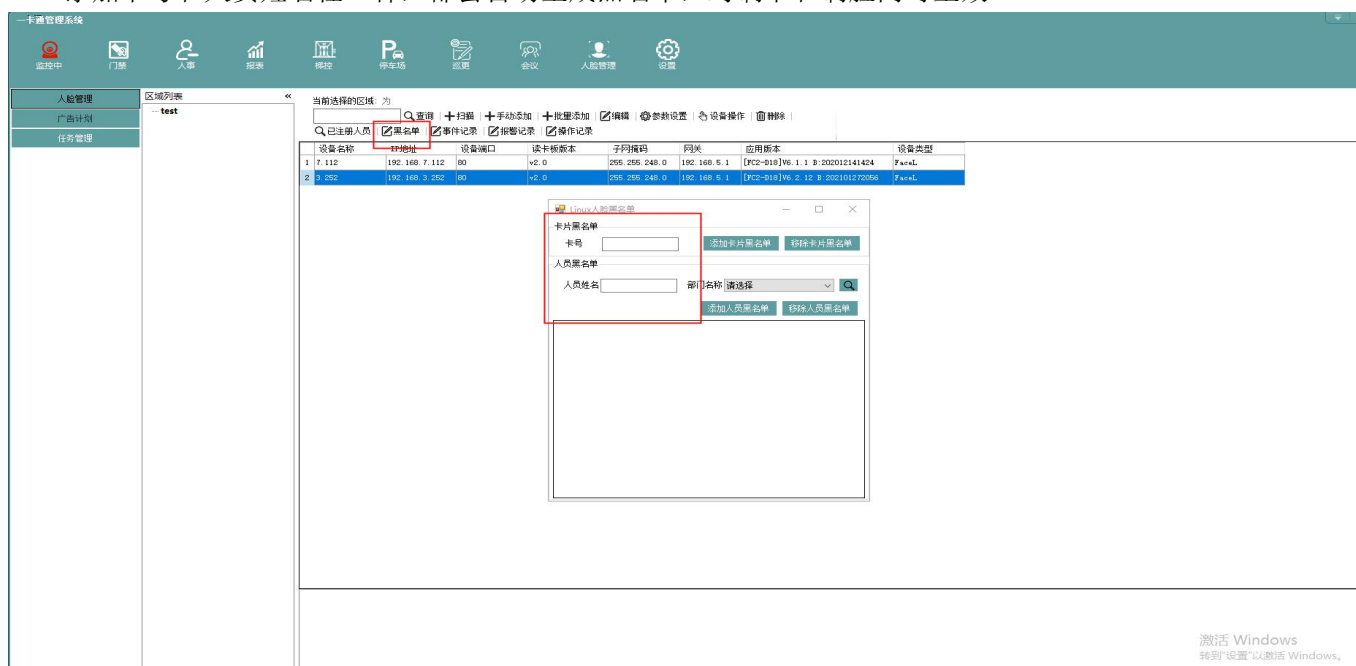 一卡通管理系统
监控中 门禁 人事 报表 梯控 停车场 巡更 会议 人脸管理 设置
人脸管理
广告计划
任务管理
区域列表 «
test
当前选择的区域: 为
查询 扫描 手动添加 批量添加 编辑 参数设置 设备操作 删除
已注册人员 黑名单 事件记录 报警记录 操作记录
设备名称 IP地址 设备端口 读卡板版本 子网掩码 网关 应用版本 设备类型
1 7.112 192.168.7.112 80 v2.0 255.255.248.0 192.168.5.1 [FC2-D18]V6.1.1 B:202012141424 FaceL
2 3.252 192.168.3.252 80 v2.0 255.255.248.0 192.168.5.1 [FC2-D18]V6.2.12 B:202101272056 FaceL
Linux人脸黑名单
卡片黑名单
卡号 添加卡片黑名单 移除卡片黑名单
人员黑名单
人员姓名 部门名称 请选择
添加人员黑名单 移除人员黑名单
激活 Windows
转到"设置"以激活 Windows。